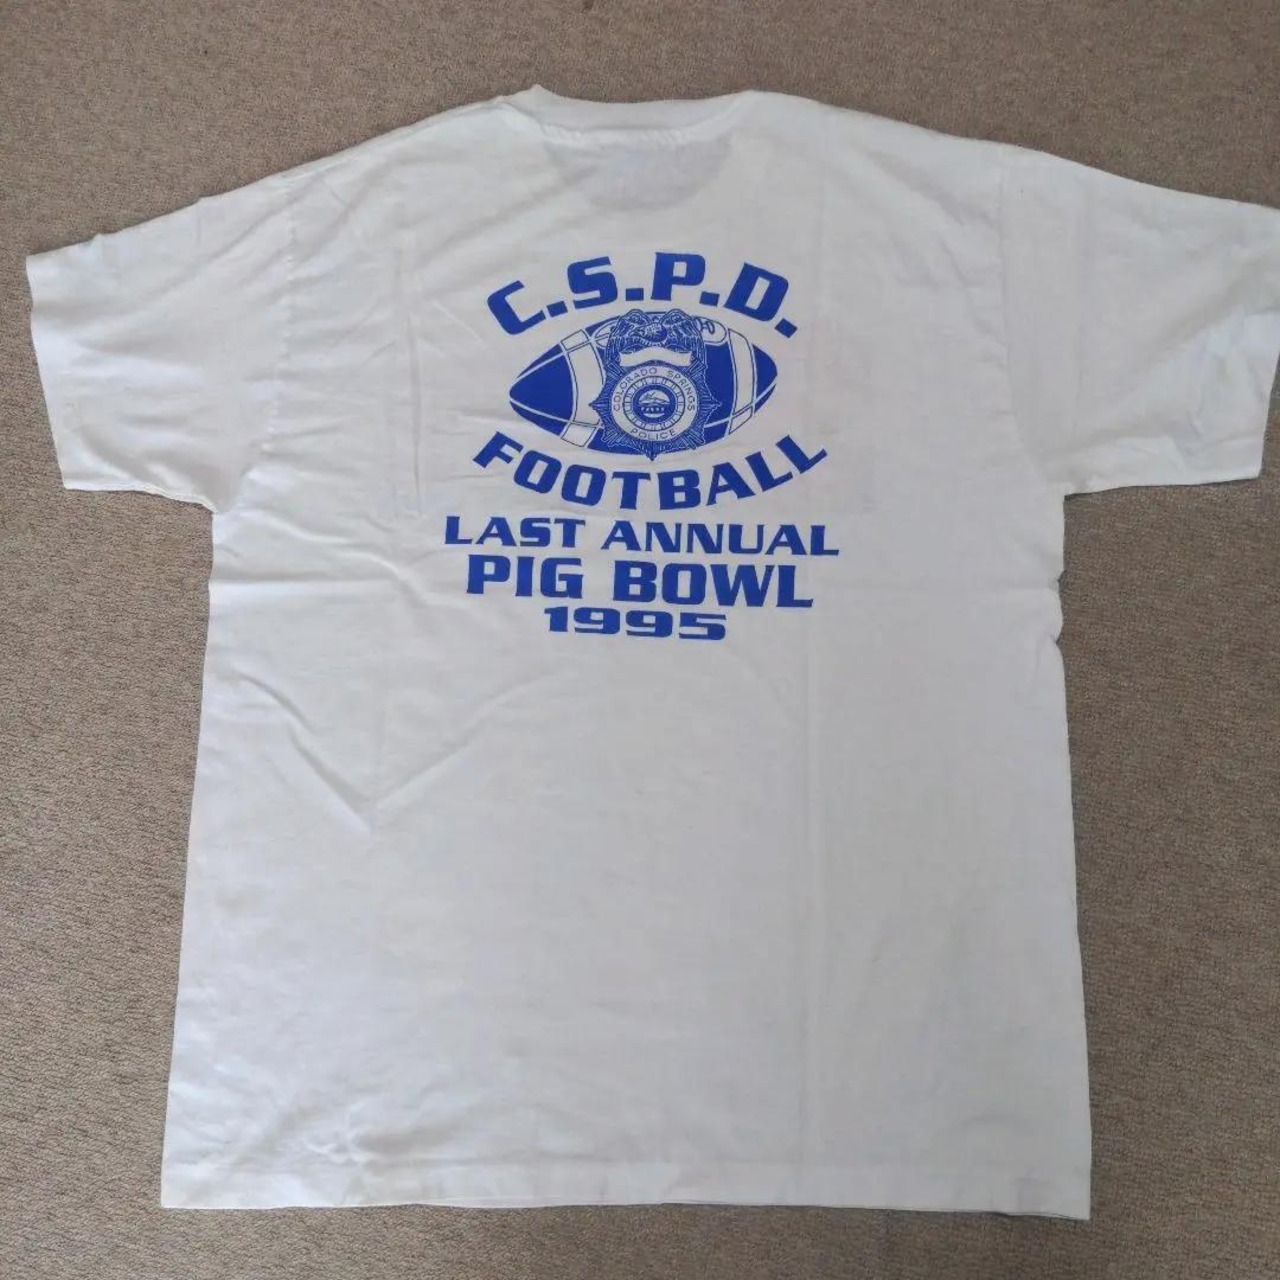 C.S.P.D.
COLORADO SPRINGS
POLICE
FOOTBALL
LAST ANNUAL
PIG BOWL
1995